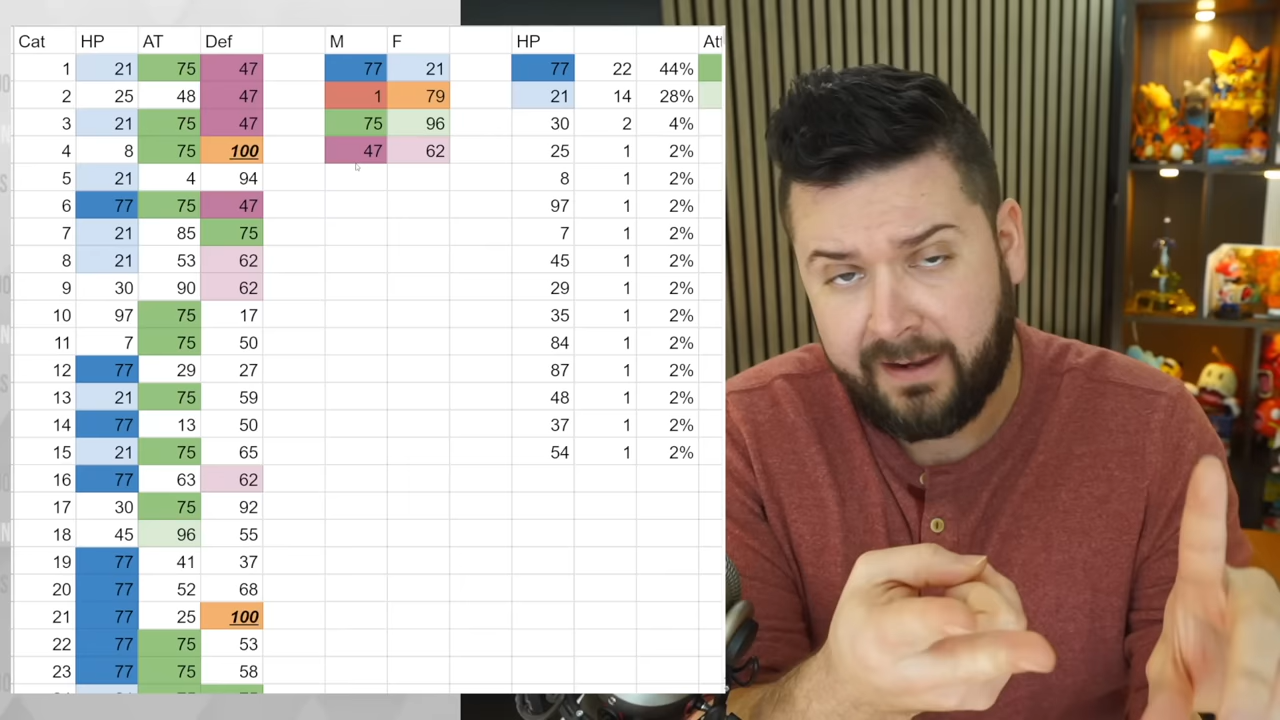 Cat HP AT Def M F HP Att
1 21 75 47 77 21 77 22 44%
2 25 48 47 1 79 21 14 28%
3 21 75 47 75 96 30 2 4%
4 8 75 100 47 62 25 1 2%
5 21 4 94 8 1 2%
6 77 75 47 97 1 2%
7 21 85 75 7 1 2%
8 21 53 62 45 1 2%
9 30 90 62 29 1 2%
10 97 75 17 35 1 2%
11 7 75 50 84 1 2%
12 77 29 27 87 1 2%
13 21 75 59 48 1 2%
14 77 13 50 37 1 2%
15 21 75 65 54 1 2%
16 77 63 62
17 30 75 92
18 45 96 55
19 77 41 37
20 77 52 68
21 77 25 100
22 77 75 53
23 77 75 58